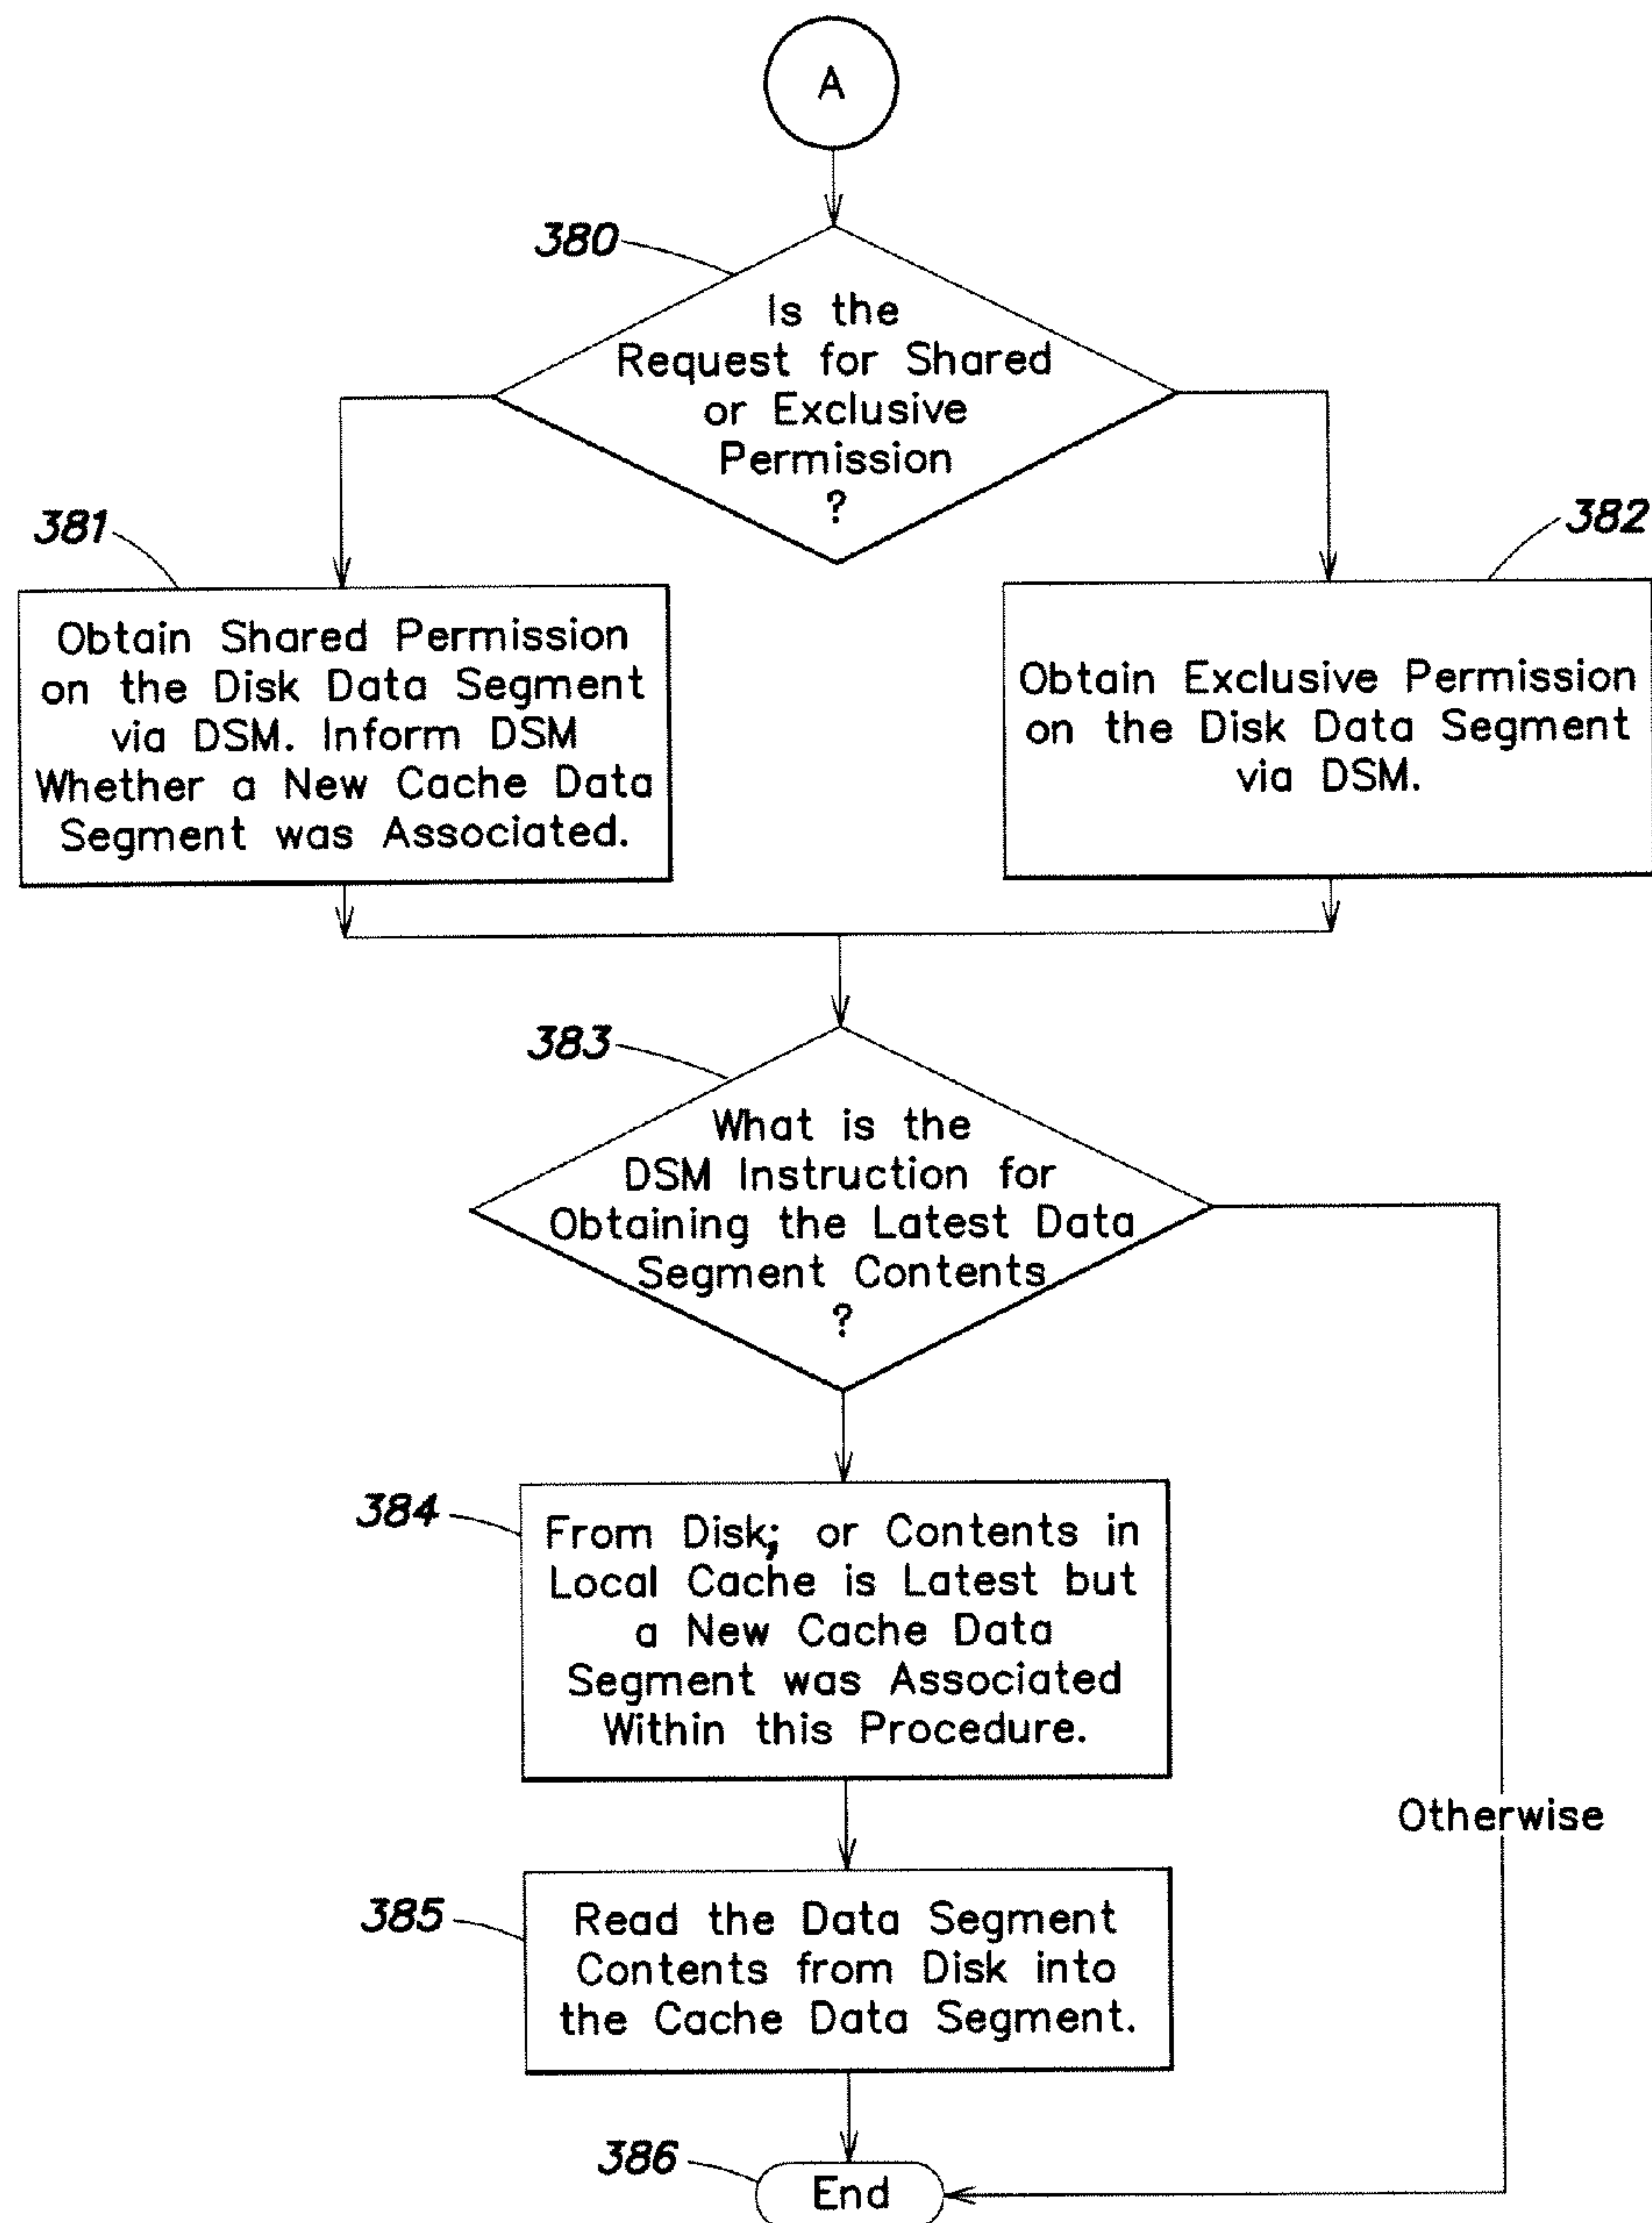 A
380
Is the
Request for Shared
or Exclusive
Permission
?
381
Obtain Shared Permission
on the Disk Data Segment
via DSM. Inform DSM
Whether a New Cache Data
Segment was Associated.
382
Obtain Exclusive Permission
on the Disk Data Segment
via DSM.
383
What is the
DSM Instruction for
Obtaining the Latest Data
Segment Contents
?
384
From Disk; or Contents in
Local Cache is Latest but
a New Cache Data
Segment was Associated
Within this Procedure.
Otherwise
385
Read the Data Segment
Contents from Disk into
the Cache Data Segment.
386
End